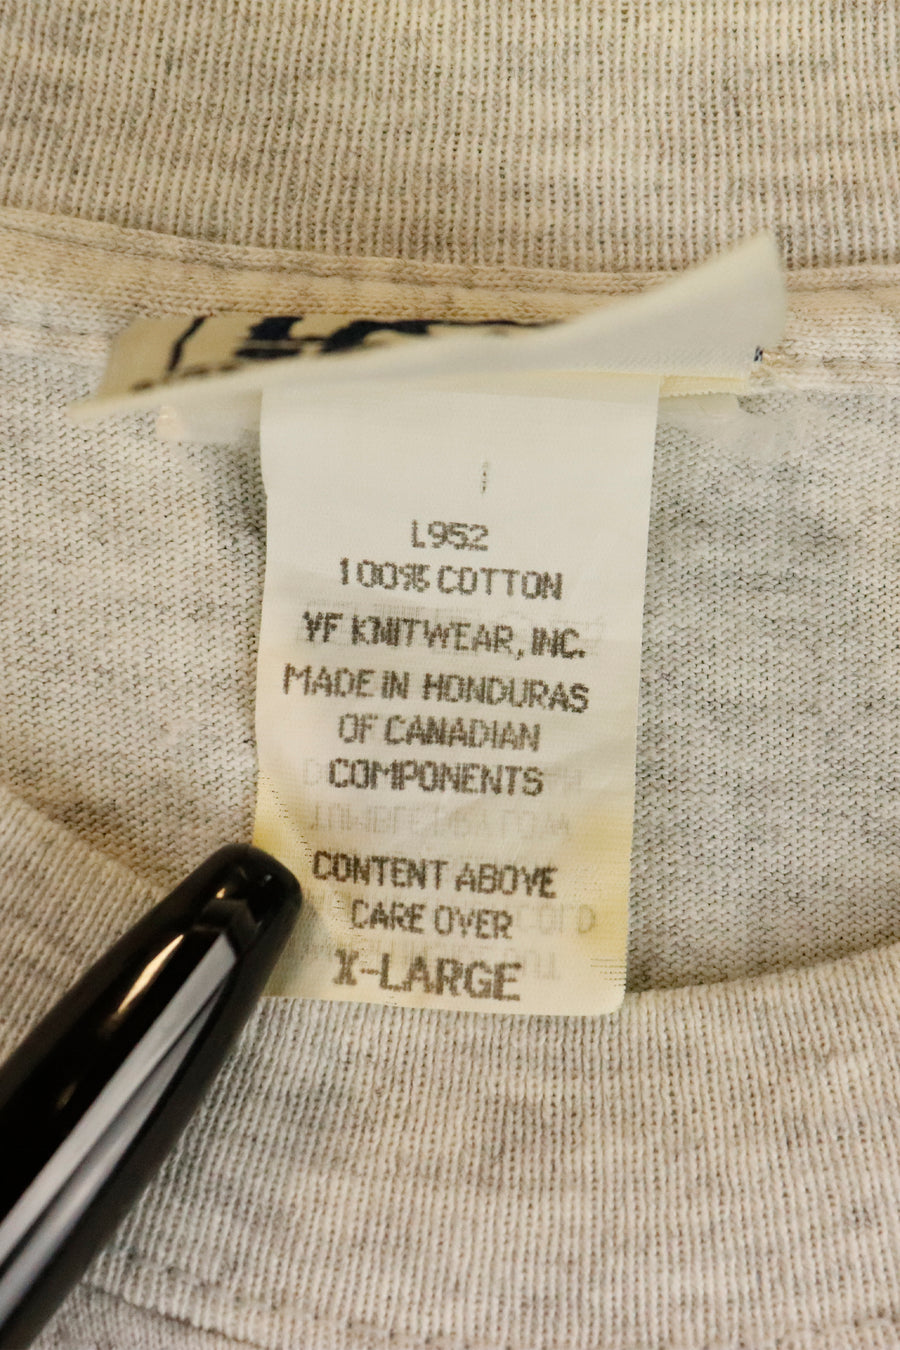 L952
100% COTTON
YF KNITWEAR, INC.
MADE IN HONDURAS
OF CANADIAN
COMPONENTS
CONTENT ABOVE
CARE OVER
X-LARGE